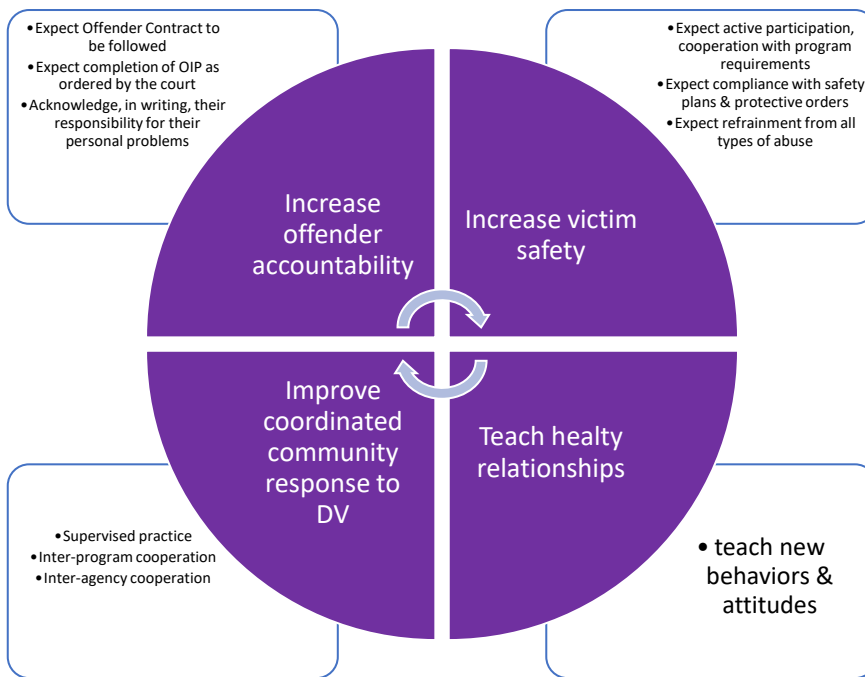 •Expect Offender Contract to
be followed
•Expect completion of OIP as
ordered by the court
•Acknowledge, in writing, their
responsibility for their
personal problems
•Expect active participation,
cooperation with program
requirements
•Expect compliance with safety
plans & protective orders
•Expect refrainment from all
types of abuse
Increase
offender
accountability
Increase victim
safety
Improve
coordinated
community
response to
DV
Teach healty
relationships
•Supervised practice
•Inter-program cooperation
•Inter-agency cooperation
• teach new
behaviors &
attitudes